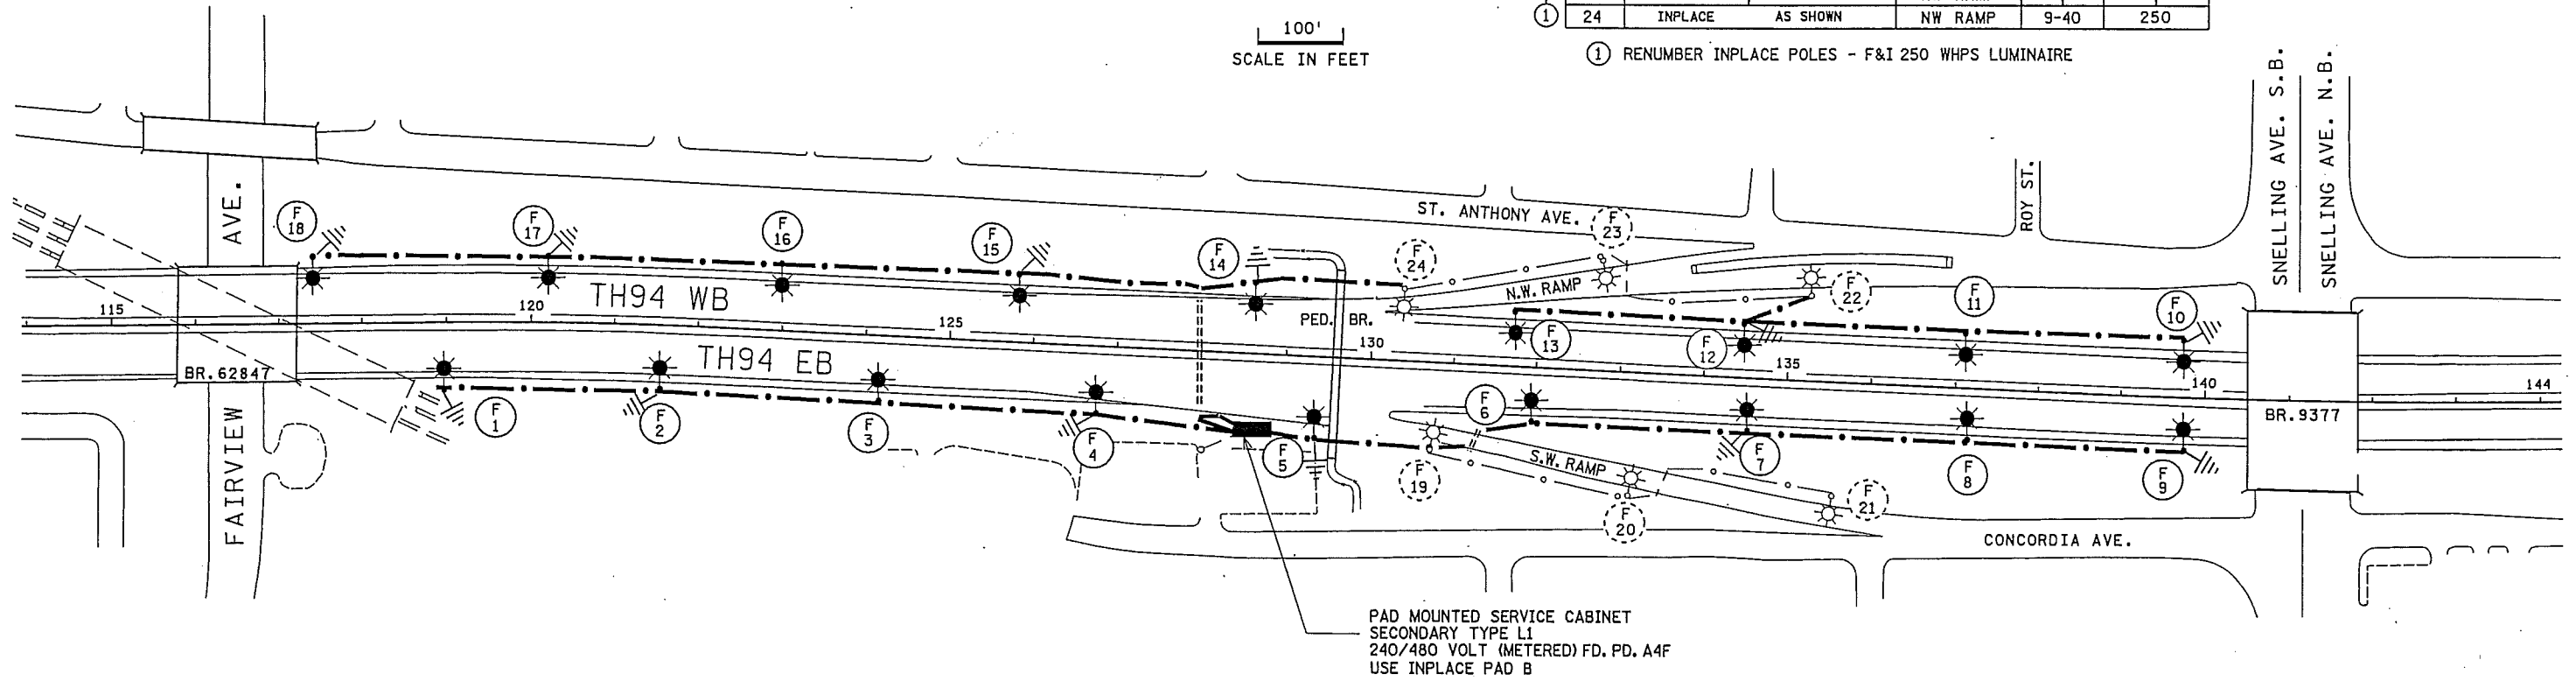 ① 24 INPLACE AS SHOWN NW RAMP 9-40 250
① RENUMBER INPLACE POLES - F&I 250 WHPS LUMINAIRE
100'
SCALE IN FEET
SNELLING AVE. S.B.
SNELLING AVE. N.B.
FAIRVIEW AVE.
ROY ST.
ST. ANTHONY AVE.
F 18
F 17
F 16
F 15
F 14
F 24
F 23
F 22
F 11
F 10
N.W. RAMP
TH94 WB
115
120
125
PED. BR.
130
F 13
F 12
135
140
144
TH94 EB
BR. 62847
BR. 9377
F 1
F 2
F 3
F 4
F 5
F 6
F 19
S.W. RAMP
F 20
F 7
F 21
F 8
F 9
CONCORDIA AVE.
PAD MOUNTED SERVICE CABINET
SECONDARY TYPE L1
240/480 VOLT (METERED) FD. PD. A4F
USE INPLACE PAD B